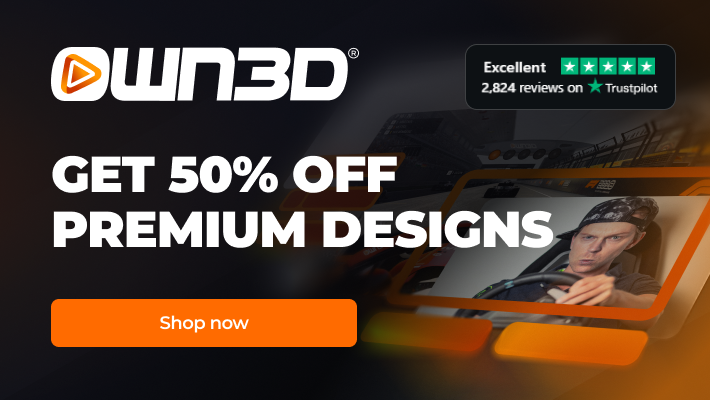 OWN3D®
Excellent
2,824 reviews on Trustpilot
GET 50% OFF
PREMIUM DESIGNS
Shop now